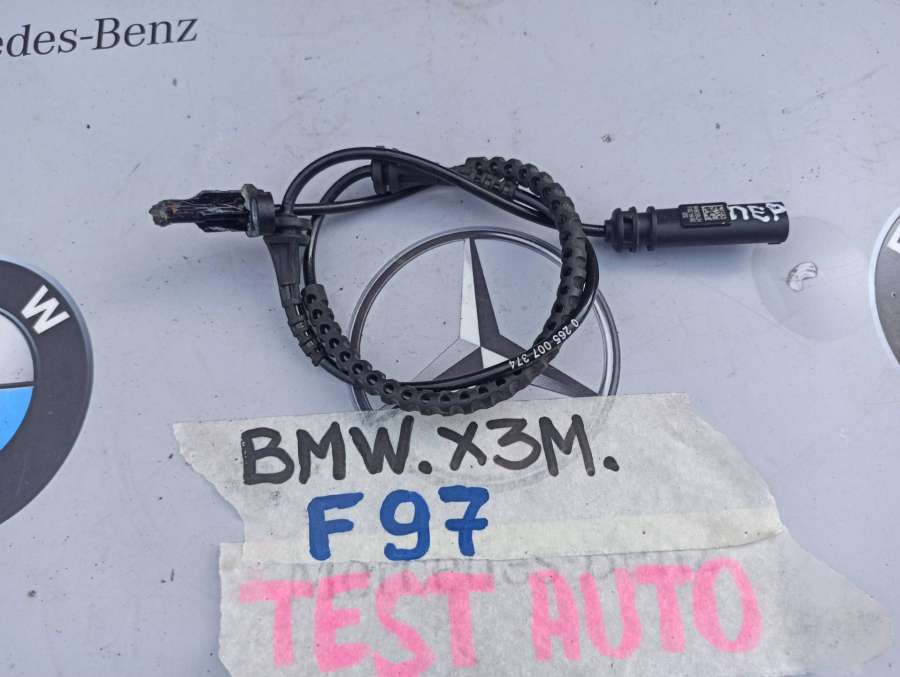 edes-Benz
ПЕР
W
0 265 007 374
BMW. X3M.
F97
TEST AUTO